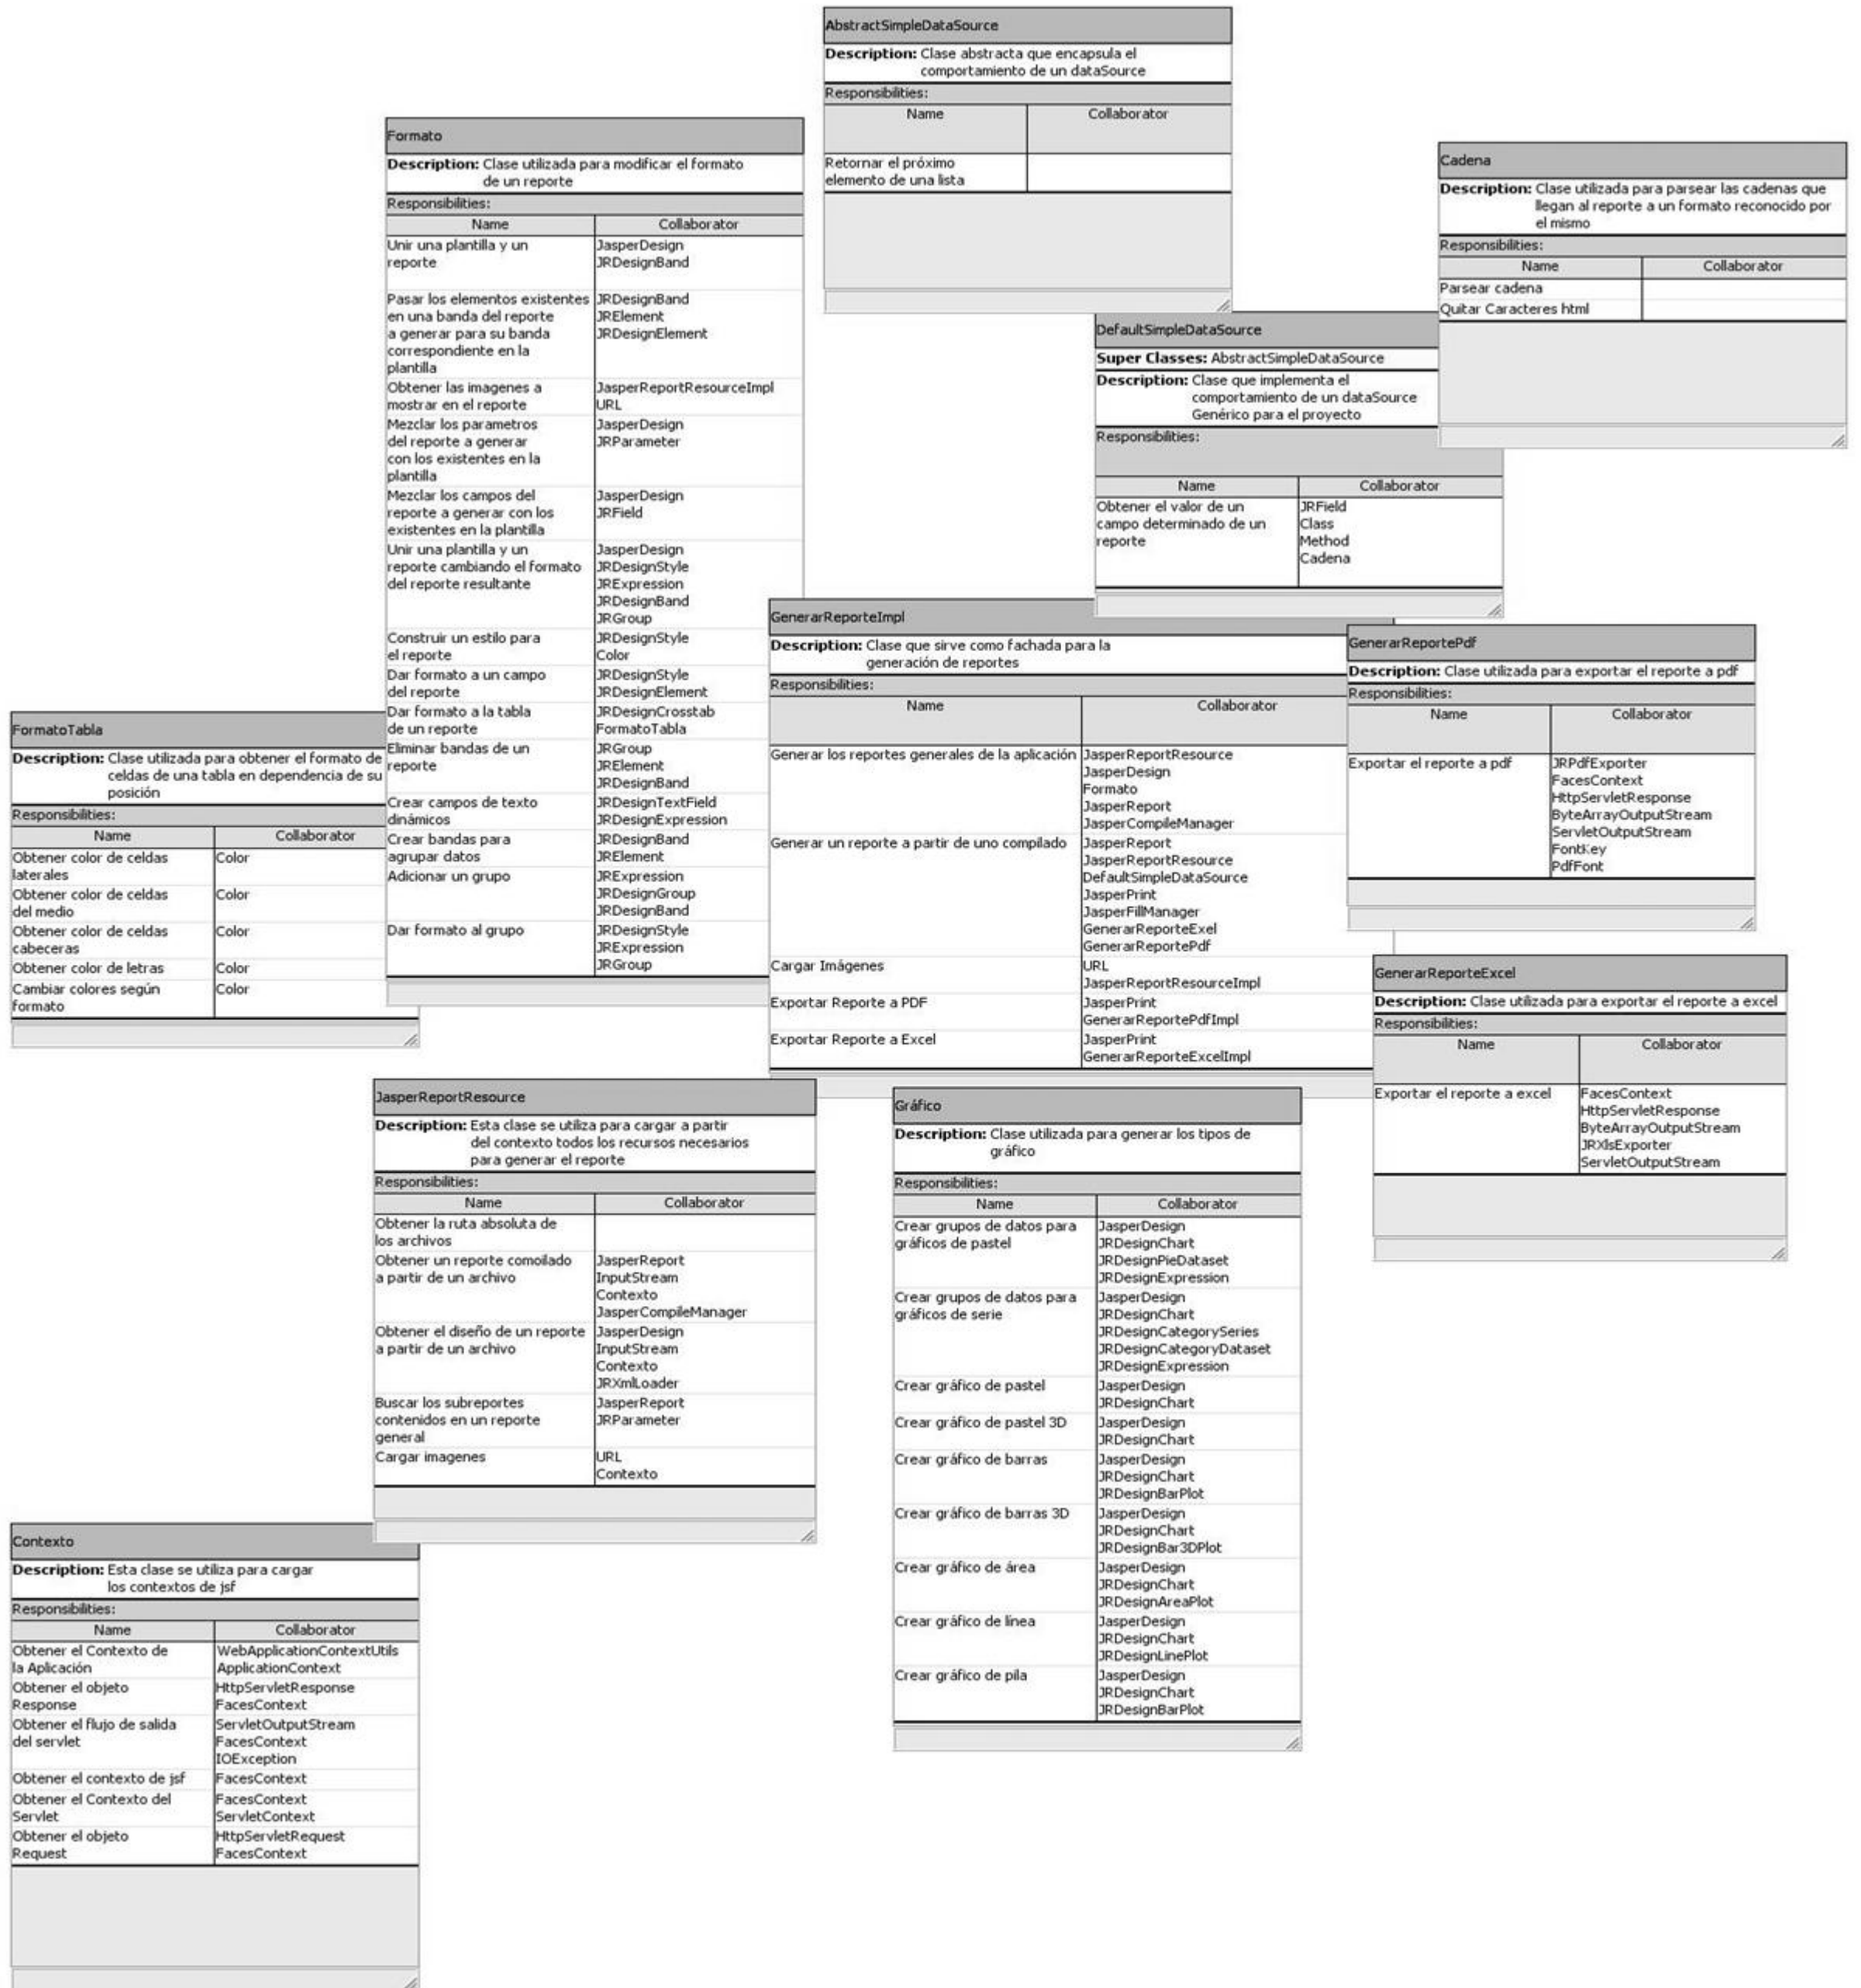 AbstractSimpleDataSource
Description: Clase abstracta que encapsula el
comportamiento de un dataSource
Responsibilities:
Name Collaborator
Retornar el próximo
elemento de una lista
Formato
Description: Clase utilizada para modificar el formato
de un reporte
Responsibilities:
Name Collaborator
Unir una plantilla y un JasperDesign
reporte JRDesignBand
Pasar los elementos existentes JRDesignBand
en una banda del reporte JRElement
a generar para su banda JRDesignElement
correspondiente en la
plantilla
Obtener las imagenes a JasperReportResourceImpl
mostrar en el reporte URL
Mezclar los parametros JasperDesign
del reporte a generar JRParameter
con los existentes en la
plantilla
Mezclar los campos del JasperDesign
reporte a generar con los JRField
existentes en la plantilla
Unir una plantilla y un JasperDesign
reporte cambiando el formato JRDesignStyle
del reporte resultante JRExpression
JRDesignBand
JRGroup
Construir un estilo para JRDesignStyle
el reporte Color
Dar formato a un campo JRDesignStyle
del reporte JRDesignElement
Dar formato a la tabla JRDesignCrosstab
de un reporte FormatoTabla
Eliminar bandas de un JRGroup
reporte JRElement
JRDesignBand
Crear campos de texto JRDesignTextField
dinámicos JRDesignExpression
Crear bandas para JRDesignBand
agrupar datos JRElement
Adicionar un grupo JRExpression
JRDesignGroup
JRDesignBand
Dar formato al grupo JRDesignStyle
JRExpression
JRGroup
Cadena
Description: Clase utilizada para parsear las cadenas que
llegan al reporte a un formato reconocido por
el mismo
Responsibilities:
Name Collaborator
Parsear cadena
Quitar Caracteres html
DefaultSimpleDataSource
Super Classes: AbstractSimpleDataSource
Description: Clase que implementa el
comportamiento de un dataSource
Genérico para el proyecto
Responsibilities:
Name Collaborator
Obtener el valor de un JRField
campo determinado de un Class
reporte Method
Cadena
GenerarReporteImpl
Description: Clase que sirve como fachada para la
generación de reportes
Responsibilities:
Name Collaborator
Generar los reportes generales de la aplicación JasperReportResource
JasperDesign
Formato
JasperReport
JasperCompileManager
Generar un reporte a partir de uno compilado JasperReport
JasperReportResource
DefaultSimpleDataSource
JasperPrint
JasperFillManager
GenerarReporteExel
GenerarReportePdf
Cargar Imágenes URL
JasperReportResourceImpl
Exportar Reporte a PDF JasperPrint
GenerarReportePdfImpl
Exportar Reporte a Excel JasperPrint
GenerarReporteExcelImpl
GenerarReportePdf
Description: Clase utilizada para exportar el reporte a pdf
Responsibilities:
Name Collaborator
Exportar el reporte a pdf JRPdfExporter
FacesContext
HttpServletResponse
ByteArrayOutputStream
ServletOutputStream
FontKey
PdfFont
FormatoTabla
Description: Clase utilizada para obtener el formato de
celdas de una tabla en dependencia de su
posición
Responsibilities:
Name Collaborator
Obtener color de celdas Color
laterales
Obtener color de celdas Color
del medio
Obtener color de celdas Color
cabeceras
Obtener color de letras Color
Cambiar colores según Color
formato
GenerarReporteExcel
Description: Clase utilizada para exportar el reporte a excel
Responsibilities:
Name Collaborator
Exportar el reporte a excel FacesContext
HttpServletResponse
ByteArrayOutputStream
JRXlsExporter
ServletOutputStream
JasperReportResource
Description: Esta clase se utiliza para cargar a partir
del contexto todos los recursos necesarios
para generar el reporte
Responsibilities:
Name Collaborator
Obtener la ruta absoluta de
los archivos
Obtener un reporte comoilado JasperReport
a partir de un archivo InputStream
Contexto
JasperCompileManager
Obtener el diseño de un reporte JasperDesign
a partir de un archivo InputStream
Contexto
JRXmlLoader
Buscar los subreportes JasperReport
contenidos en un reporte JRParameter
general
Cargar imagenes URL
Contexto
Gráfico
Description: Clase utilizada para generar los tipos de
gráfico
Responsibilities:
Name Collaborator
Crear grupos de datos para JasperDesign
gráficos de pastel JRDesignChart
JRDesignPieDataset
JRDesignExpression
Crear grupos de datos para JasperDesign
gráficos de serie JRDesignChart
JRDesignCategorySeries
JRDesignCategoryDataset
JRDesignExpression
Crear gráfico de pastel JasperDesign
JRDesignChart
Crear gráfico de pastel 3D JasperDesign
JRDesignChart
Crear gráfico de barras JasperDesign
JRDesignChart
JRDesignBarPlot
Crear gráfico de barras 3D JasperDesign
JRDesignChart
JRDesignBar3DPlot
Crear gráfico de área JasperDesign
JRDesignChart
JRDesignAreaPlot
Crear gráfico de línea JasperDesign
JRDesignChart
JRDesignLinePlot
Crear gráfico de pila JasperDesign
JRDesignChart
JRDesignBarPlot
Contexto
Description: Esta clase se utiliza para cargar
los contextos de jsf
Responsibilities:
Name Collaborator
Obtener el Contexto de WebApplicationContextUtils
la Aplicación ApplicationContext
Obtener el objeto HttpServletResponse
Response FacesContext
Obtener el flujo de salida ServletOutputStream
del servlet FacesContext
IOException
Obtener el contexto de jsf FacesContext
Obtener el Contexto del FacesContext
Servlet ServletContext
Obtener el objeto HttpServletRequest
Request FacesContext